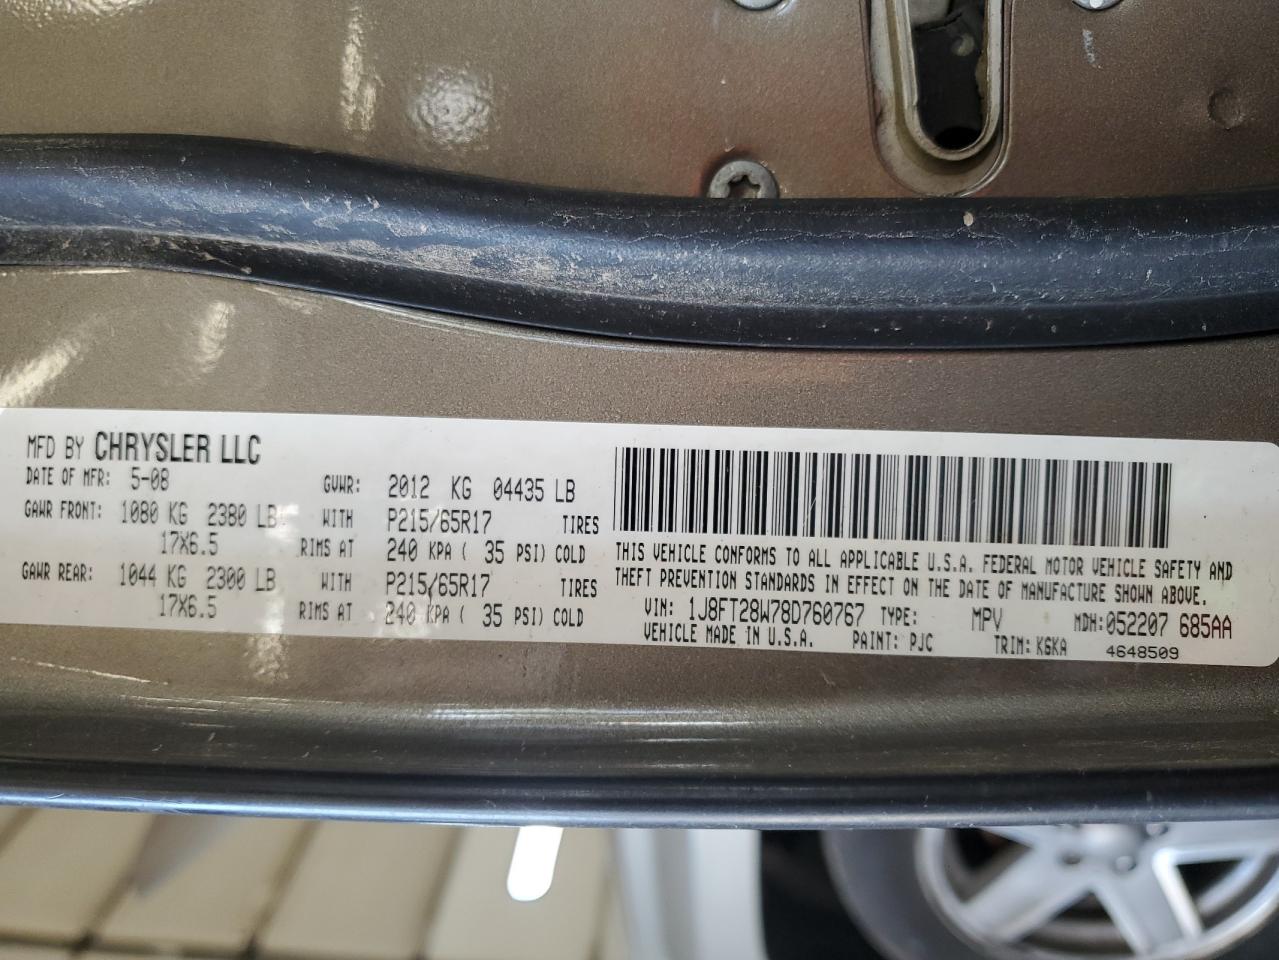 MFD BY CHRYSLER LLC
DATE OF MFR: 5-08 GVWR: 2012 KG 04435 LB
GAWR FRONT: 1080 KG 2380 LB WITH P215/65R17 TIRES
17X6.5 RIMS AT 240 KPA ( 35 PSI) COLD
GAWR REAR: 1044 KG 2300 LB WITH P215/65R17 TIRES
17X6.5 RIMS AT 240 KPA ( 35 PSI) COLD
THIS VEHICLE CONFORMS TO ALL APPLICABLE U.S.A. FEDERAL MOTOR VEHICLE SAFETY AND
THEFT PREVENTION STANDARDS IN EFFECT ON THE DATE OF MANUFACTURE SHOWN ABOVE.
VIN: 1J8FT28W78D760767 TYPE: MPV MDH:052207 685AA
VEHICLE MADE IN U.S.A. PAINT: PJC TRIM: K6KA 4648509